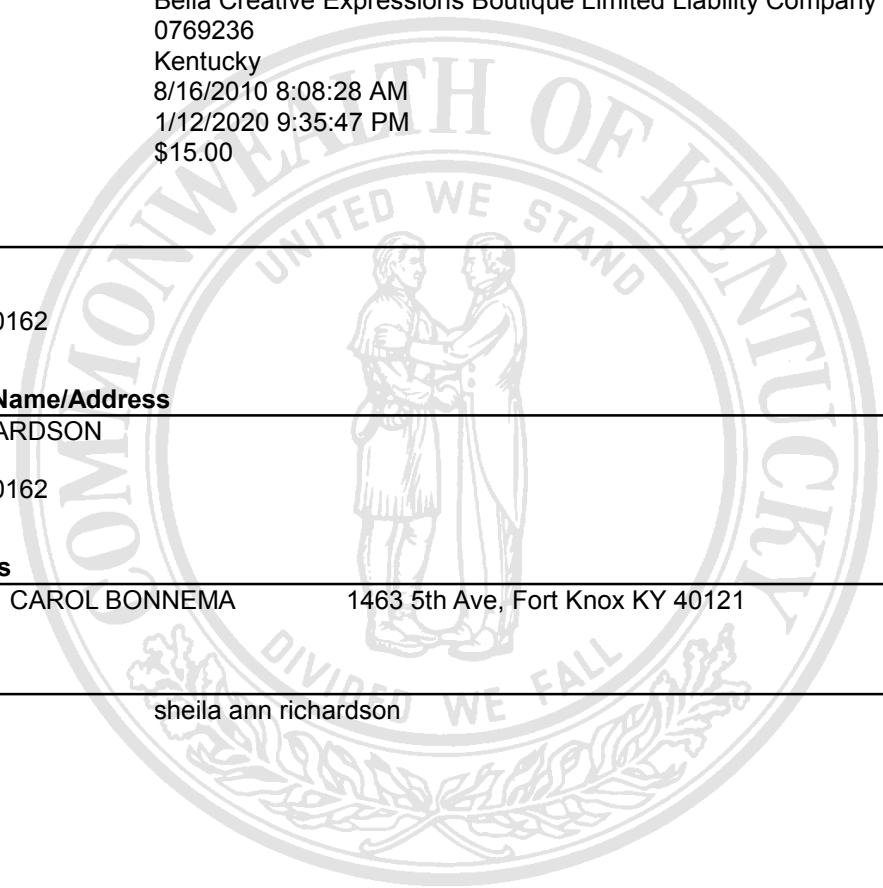 Bella Creative Expressions Boutique Limited Liability Company
0769236
Kentucky
8/16/2010 8:08:28 AM
1/12/2020 9:35:47 PM
$15.00
COMMONWEALTH OF KENTUCKY
UNITED WE STAND
0162
Name/Address
ARDSON
0162
s
CAROL BONNEMA 1463 5th Ave, Fort Knox KY 40121
DIVIDED WE FALL
sheila ann richardson